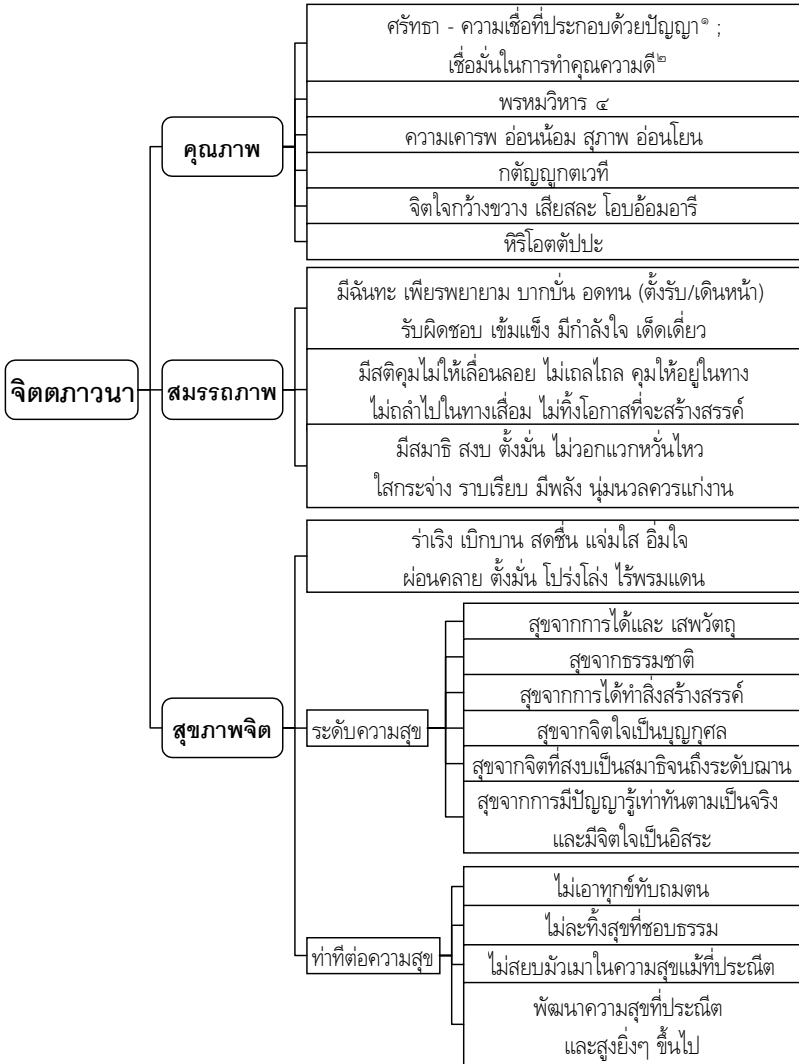 จิตตภาวนา
คุณภาพ
ศรัทธา - ความเชื่อที่ประกอบด้วยปัญญา๑ ;
เชื่อมั่นในการทำคุณความดี๒
พรหมวิหาร ๔
ความเคารพ อ่อนน้อม สุภาพ อ่อนโยน
กตัญญูกตเวที
จิตใจกว้างขวาง เสียสละ โอบอ้อมอารี
หิริโอตตัปปะ
สมรรถภาพ
มีฉันทะ เพียรพยายาม บากบั่น อดทน (ตั้งรับ/เดินหน้า)
รับผิดชอบ เข้มแข็ง มีกำลังใจ เด็ดเดี่ยว
มีสติคุมไม่ให้เลื่อนลอย ไม่เถลไถล คุมให้อยู่ในทาง
ไม่ถลำไปในทางเสื่อม ไม่ทิ้งโอกาสที่จะสร้างสรรค์
มีสมาธิ สงบ ตั้งมั่น ไม่วอกแวกหวั่นไหว
ใสกระจ่าง ราบเรียบ มีพลัง นุ่มนวลควรแก่งาน
สุขภาพจิต
ร่าเริง เบิกบาน สดชื่น แจ่มใส อิ่มใจ
ผ่อนคลาย ตั้งมั่น โปร่งโล่ง ไร้พรมแดน
ระดับความสุข
สุขจากการได้และ เสพวัตถุ
สุขจากธรรมชาติ
สุขจากการได้ทำสิ่งสร้างสรรค์
สุขจากจิตใจเป็นบุญกุศล
สุขจากจิตที่สงบเป็นสมาธิจนถึงระดับฌาน
สุขจากการมีปัญญารู้เท่าทันตามเป็นจริง
และมีจิตใจเป็นอิสระ
ท่าทีต่อความสุข
ไม่เอาทุกข์ทับถมตน
ไม่ละทิ้งสุขที่ชอบธรรม
ไม่สยบมัวเมาในความสุขแม้ที่ประณีต
พัฒนาความสุขที่ประณีต
และสูงยิ่งๆ ขึ้นไป